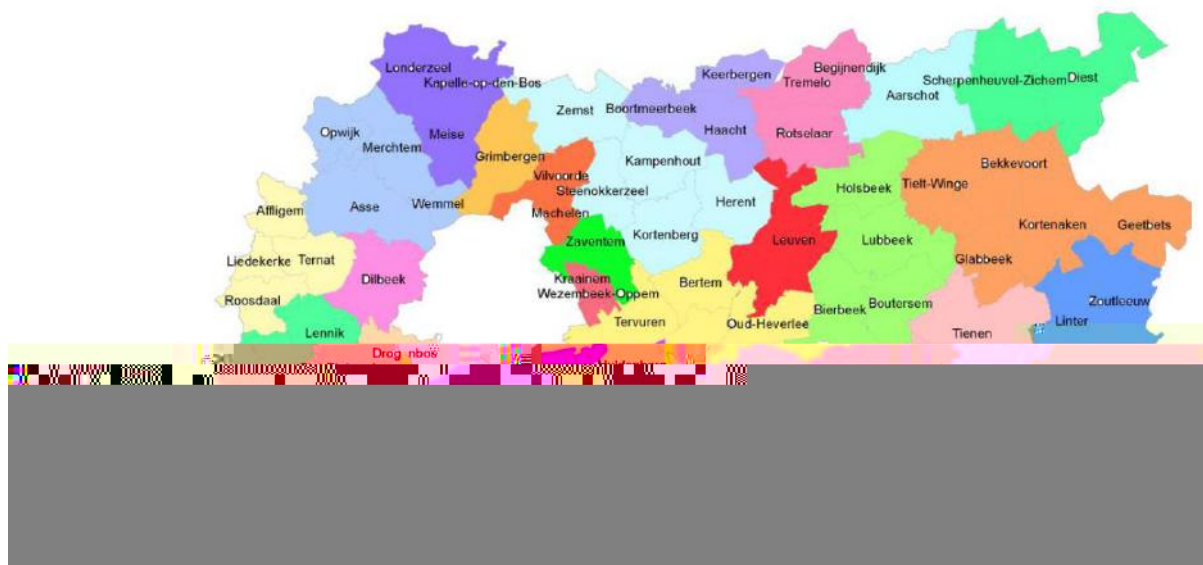 Londerzeel
Kapelle-op-den-Bos
Opwijk
Merchtem
Meise
Grimbergen
Zemst
Boortmeerbeek
Keerbergen
Haacht
Begijnendijk
Tremelo
Rotselaar
Aarschot
Scherpenheuvel-Zichem
Diest
Affligem
Asse
Wemmel
Vilvoorde
Steenokkerzeel
Machelen
Kampenhout
Herent
Kortenberg
Holsbeek
Tielt-Winge
Bekkevoort
Kortenaken
Geetbets
Liedekerke
Ternat
Dilbeek
Zaventem
Leuven
Lubbeek
Glabbeek
Roosdaal
Lennik
Kraainem
Wezembeek-Oppem
Bertem
Tervuren
Oud-Heverlee
Bierbeek
Boutersem
Tienen
Linter
Zoutleeuw